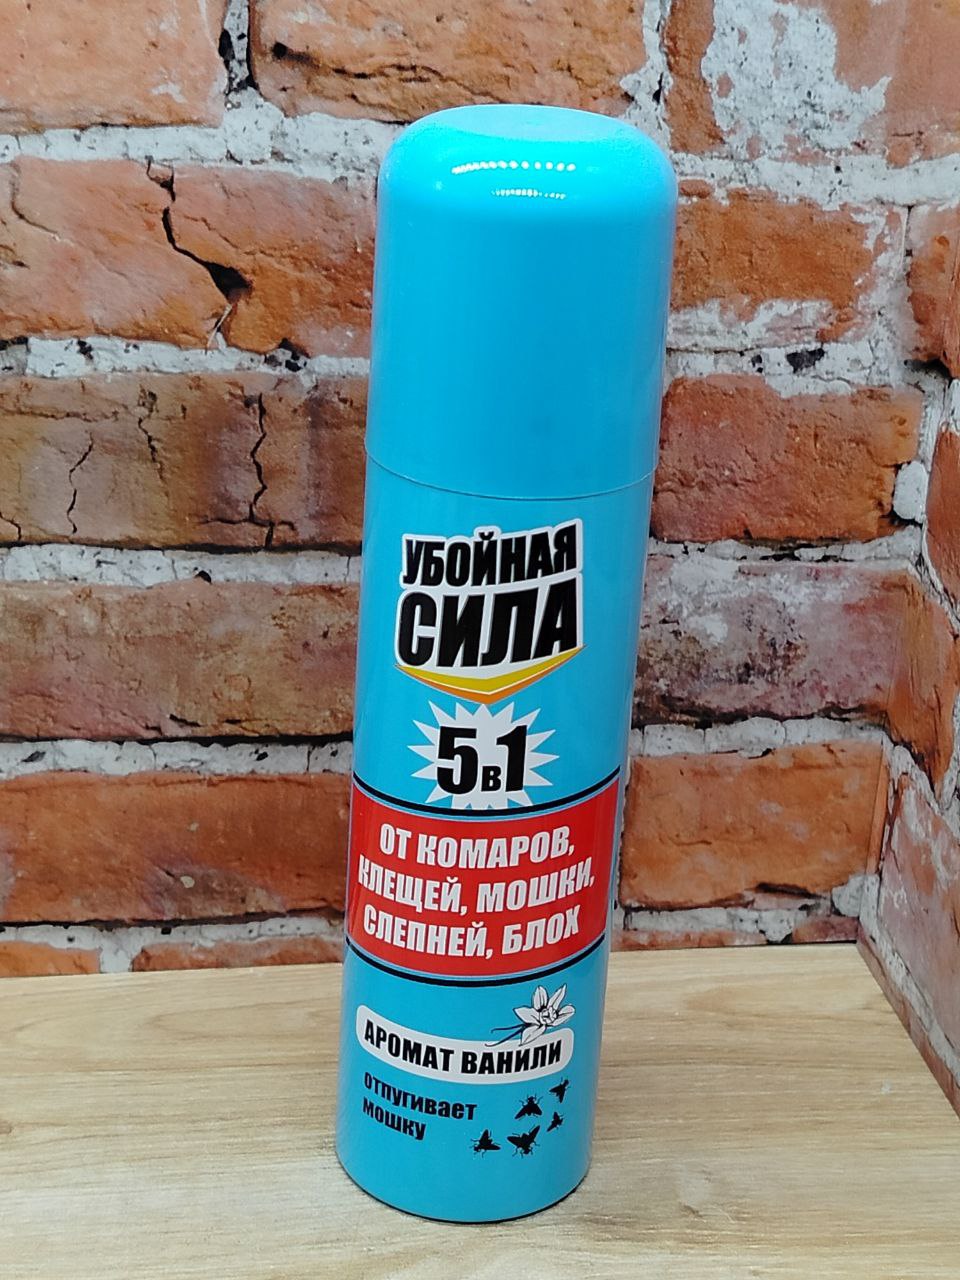 УБОЙНАЯ
СИЛА
5в1
ОТ КОМАРОВ,
КЛЕЩЕЙ, МОШКИ,
СЛЕПНЕЙ, БЛОХ
АРОМАТ ВАНИЛИ
отпугивает
мошку